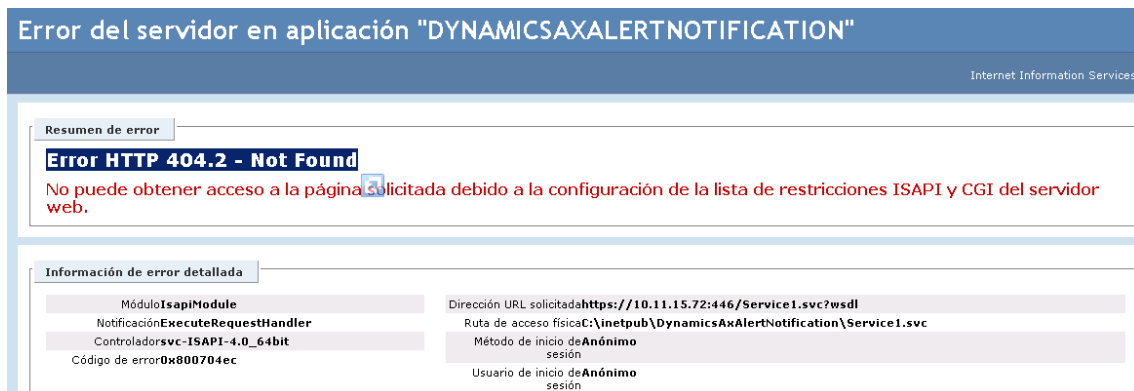 Error del servidor en aplicación "DYNAMICSAXALERTNOTIFICATION"
Internet Information Services
Resumen de error
Error HTTP 404.2 - Not Found
No puede obtener acceso a la página solicitada debido a la configuración de la lista de restricciones ISAPI y CGI del servidor
web.
Información de error detallada
Módulo IsapiModule
Notificación ExecuteRequestHandler
Controlador svc-ISAPI-4.0_64bit
Código de error 0x800704ec
Dirección URL solicitada https://10.11.15.72:446/Service1.svc?wsdl
Ruta de acceso física C:\inetpub\DynamicsAxAlertNotification\Service1.svc
Método de inicio de Anónimo
sesión
Usuario de inicio de Anónimo
sesión